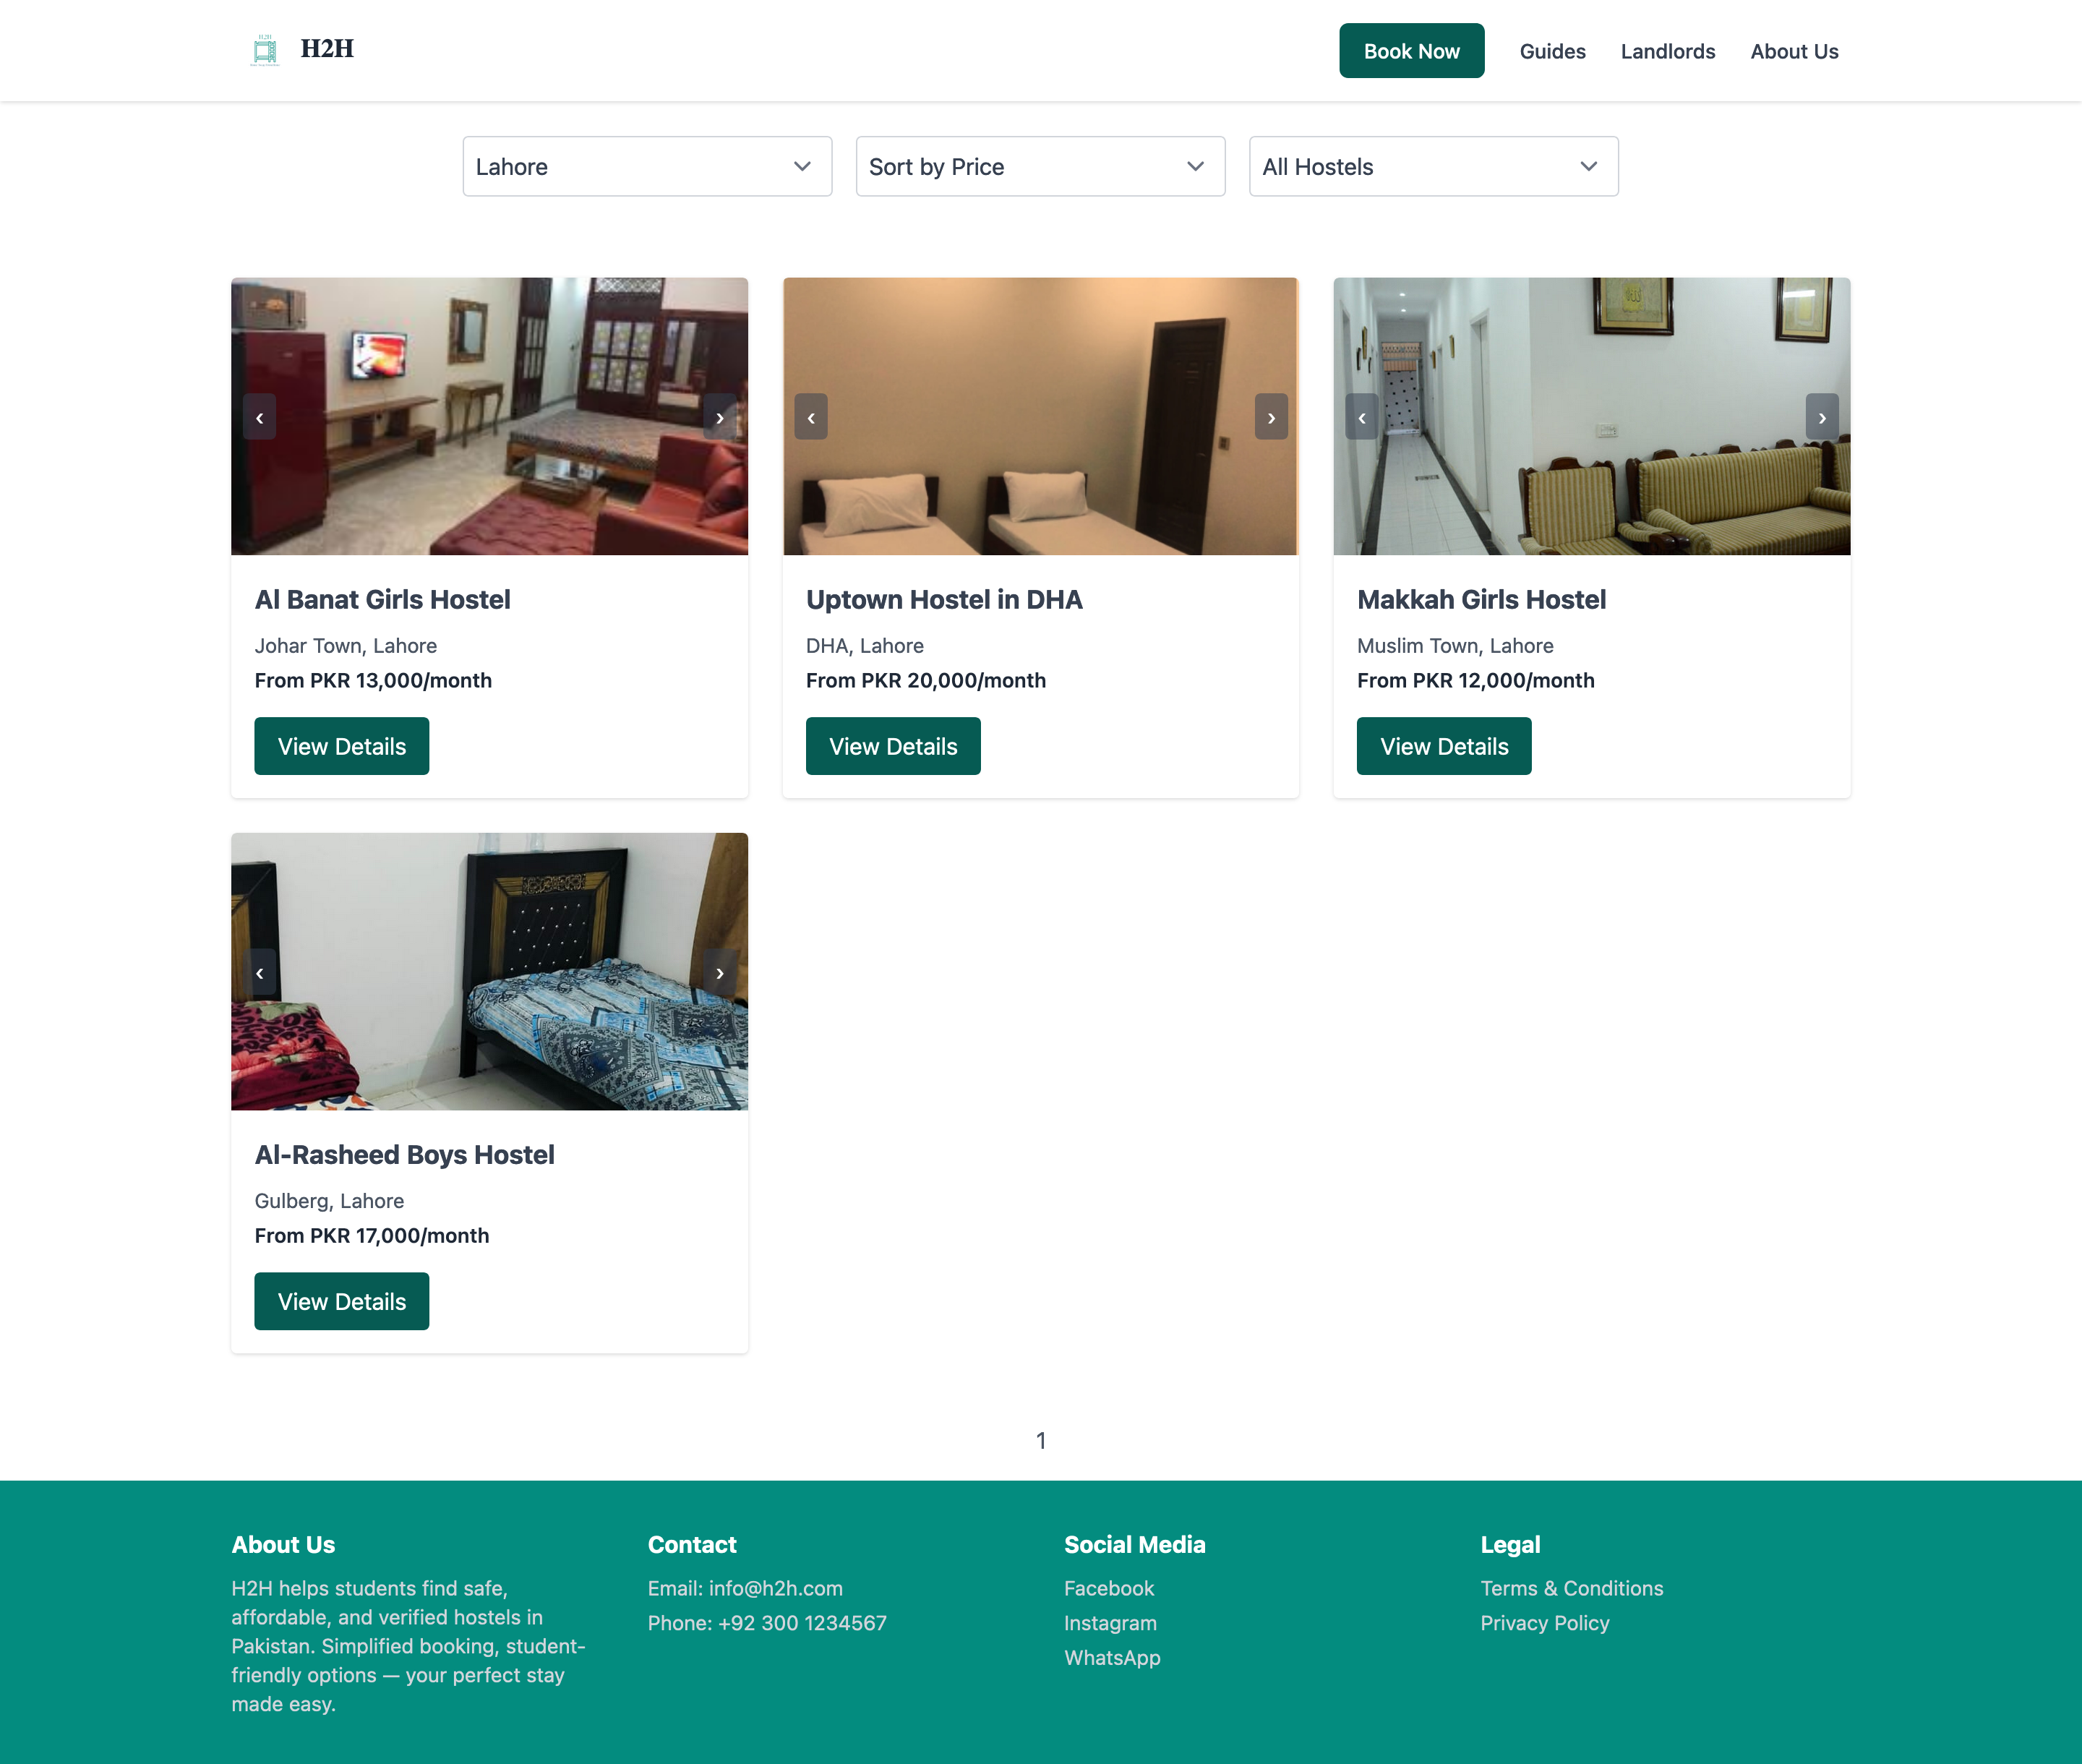 H2H
H2H
Book Now
Guides
Landlords
About Us
Lahore
Sort by Price
All Hostels
Al Banat Girls Hostel
Johar Town, Lahore
From PKR 13,000/month
View Details
Uptown Hostel in DHA
DHA, Lahore
From PKR 20,000/month
View Details
Makkah Girls Hostel
Muslim Town, Lahore
From PKR 12,000/month
View Details
Al-Rasheed Boys Hostel
Gulberg, Lahore
From PKR 17,000/month
View Details
1
About Us
H2H helps students find safe,
affordable, and verified hostels in
Pakistan. Simplified booking, student-
friendly options — your perfect stay
made easy.
Contact
Email: info@h2h.com
Phone: +92 300 1234567
Social Media
Facebook
Instagram
WhatsApp
Legal
Terms & Conditions
Privacy Policy